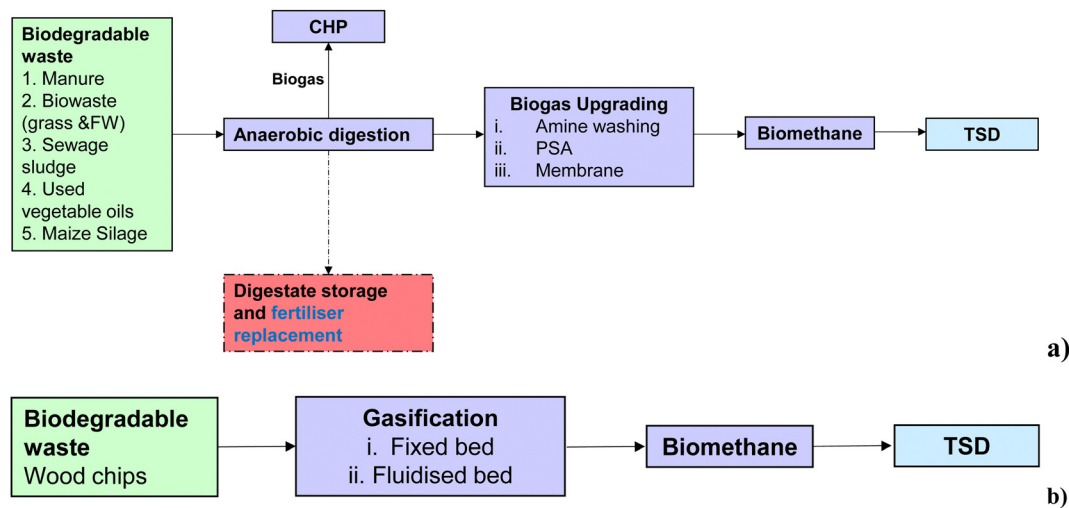 CHP
Biodegradable
waste
1. Manure
2. Biowaste
(grass &FW)
3. Sewage
sludge
4. Used
vegetable oils
5. Maize Silage
Biogas
Anaerobic digestion
Biogas Upgrading
i. Amine washing
ii. PSA
iii. Membrane
Biomethane
TSD
Digestate storage
and fertiliser
replacement
a)
Biodegradable
waste
Wood chips
Gasification
i. Fixed bed
ii. Fluidised bed
Biomethane
TSD
b)